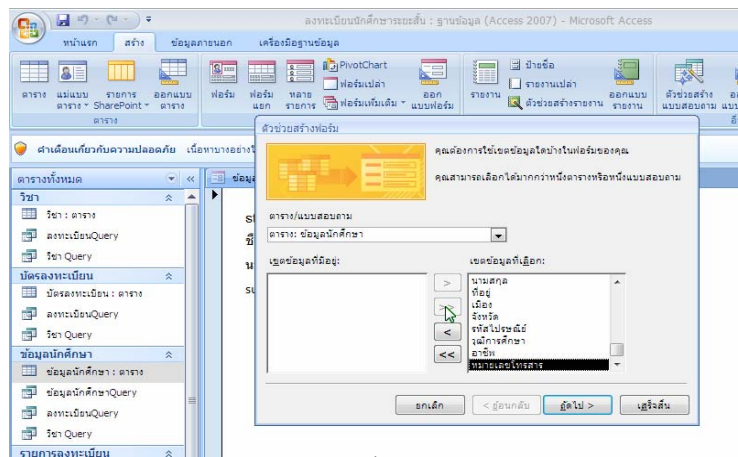 ลงทะเบียนนักศึกษาระยะสั้น : ฐานข้อมูล (Access 2007) - Microsoft Access
หน้าแรก สร้าง ข้อมูลภายนอก เครื่องมือฐานข้อมูล
ตาราง แม่แบบตาราง รายการ SharePoint ออกแบบตาราง
ฟอร์ม ฟอร์มแยก หลายรายการ PivotChart ฟอร์มเปล่า ฟอร์มเพิ่มเติม ออกแบบฟอร์ม
รายงาน ป้ายชื่อ รายงานเปล่า ตัวช่วยสร้างรายงาน ออกแบบรายงาน
ตัวช่วยสร้างแบบสอบถาม
ตาราง
คำเตือนเกี่ยวกับความปลอดภัย
ตารางทั้งหมด
วิชา
วิชา : ตาราง
ลงทะเบียนQuery
วิชา Query
บัตรลงทะเบียน
บัตรลงทะเบียน : ตาราง
ลงทะเบียนQuery
วิชา Query
ข้อมูลนักศึกษา
ข้อมูลนักศึกษา : ตาราง
ข้อมูลนักศึกษาQuery
ลงทะเบียนQuery
วิชา Query
รายการลงทะเบียน
ตัวช่วยสร้างฟอร์ม
คุณต้องการใช้เขตข้อมูลใดบ้างในฟอร์มของคุณ
คุณสามารถเลือกได้มากกว่าหนึ่งตารางหรือหนึ่งแบบสอบถาม
ตาราง/แบบสอบถาม
ตาราง: ข้อมูลนักศึกษา
เขตข้อมูลที่มีอยู่:
เขตข้อมูลที่เลือก:
>
>>
<
<<
นามสกุล
ที่อยู่
เมือง
จังหวัด
รหัสไปรษณีย์
วุฒิการศึกษา
อาชีพ
หมายเลขโทรสาร
ยกเลิก < ย้อนกลับ ถัดไป > เสร็จสิ้น